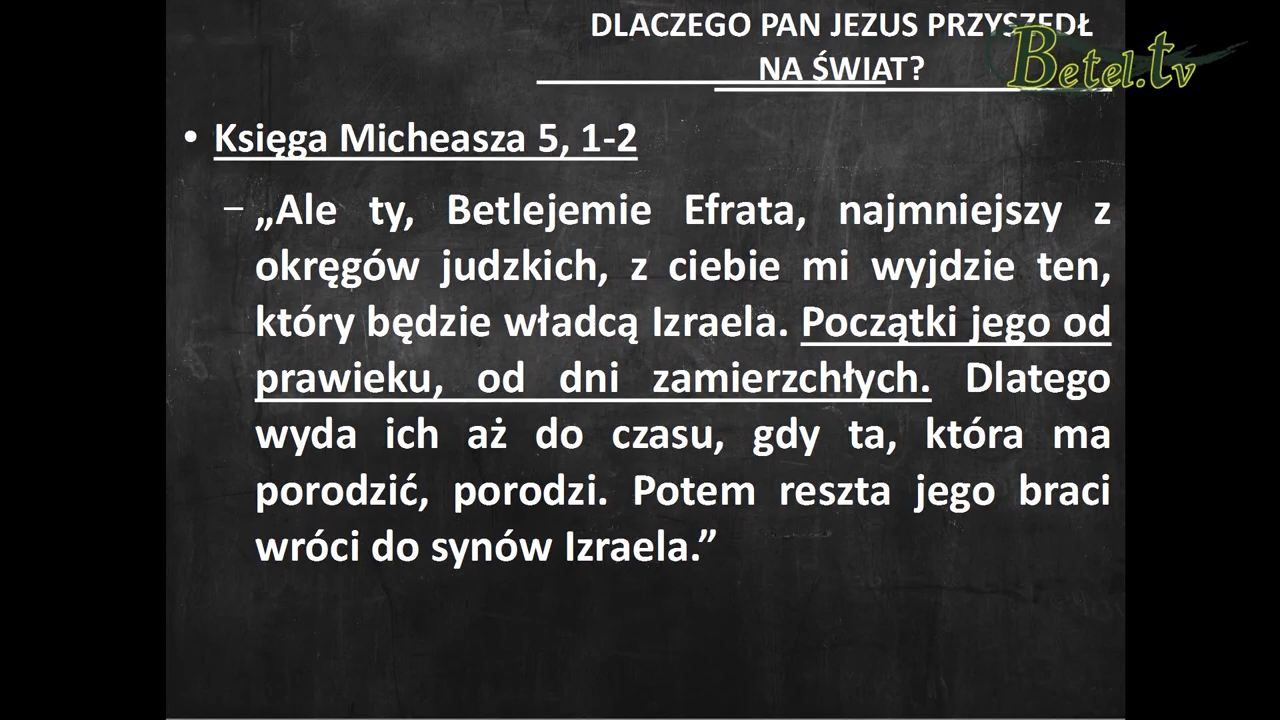 DLACZEGO PAN JEZUS PRZYSZEDŁ
NA ŚWIAT?
Betel.tv
• Księga Micheasza 5, 1-2
– „Ale ty, Betlejemie Efrata, najmniejszy z
okręgów judzkich, z ciebie mi wyjdzie ten,
który będzie władcą Izraela. Początki jego od
prawieku, od dni zamierzchłych. Dlatego
wyda ich aż do czasu, gdy ta, która ma
porodzić, porodzi. Potem reszta jego braci
wróci do synów Izraela.”